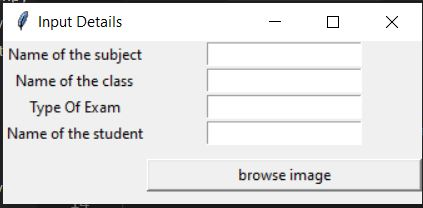 Input Details
Name of the subject
Name of the class
Type Of Exam
Name of the student
browse image